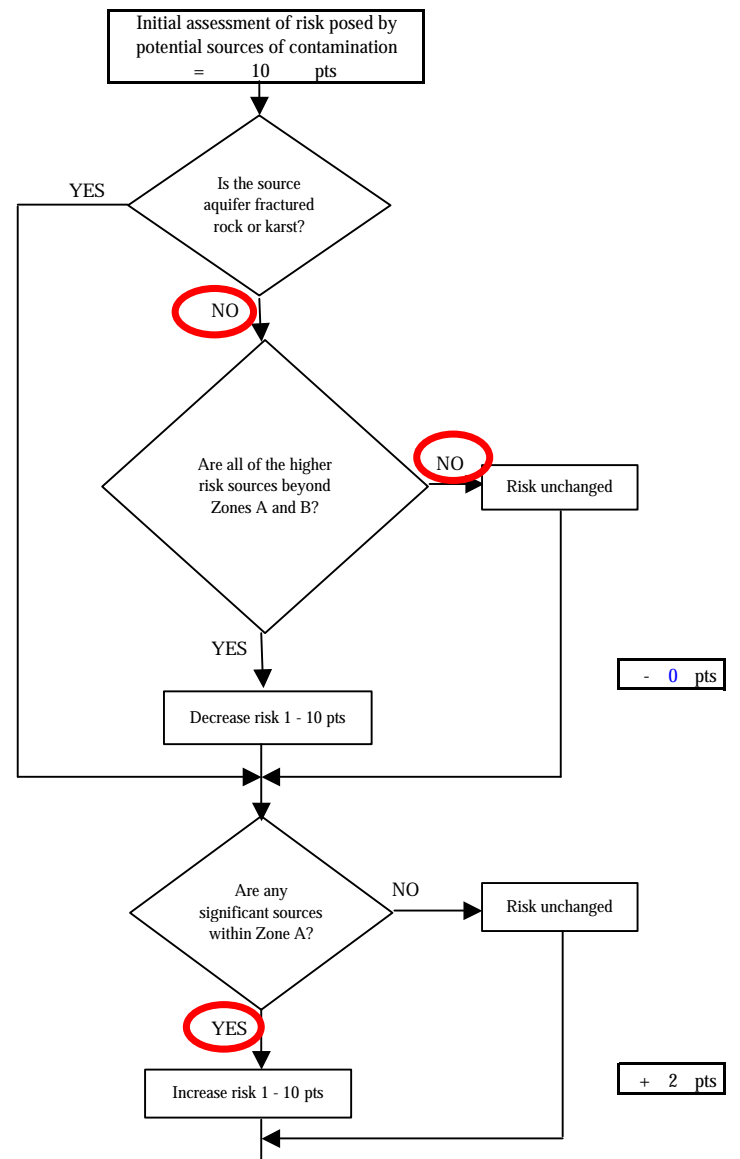 Initial assessment of risk posed by
potential sources of contamination
= 10 pts
Is the source
aquifer fractured
rock or karst?
YES
NO
Are all of the higher
risk sources beyond
Zones A and B?
NO
Risk unchanged
YES
- 0 pts
Decrease risk 1 - 10 pts
Are any
significant sources
within Zone A?
NO
Risk unchanged
YES
Increase risk 1 - 10 pts
+ 2 pts